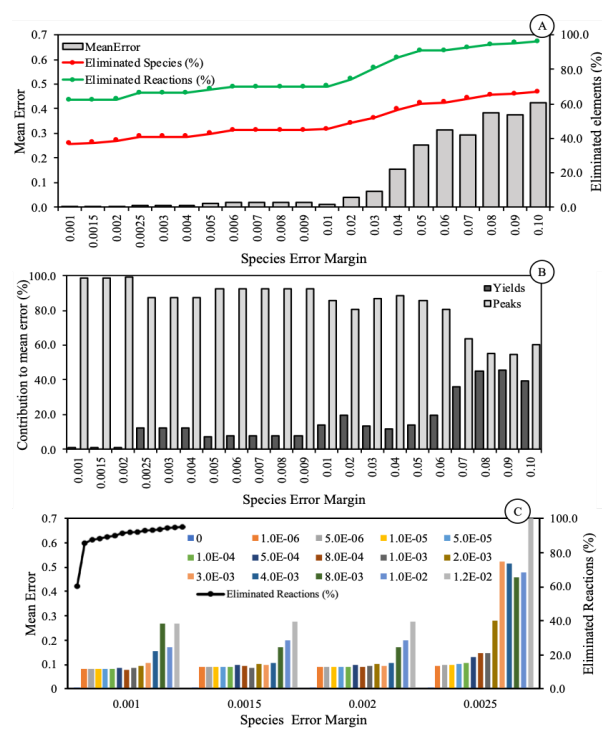 A
0.7
0.6
0.5
0.4
0.3
0.2
0.1
0.0
Mean Error
MeanError
Eliminated Species (%)
Eliminated Reactions (%)
100.0
80.0
60.0
40.0
20.0
0.0
Eliminated elements (%)
0.001 0.0015 0.002 0.0025 0.003 0.004 0.005 0.006 0.007 0.008 0.009 0.01 0.02 0.03 0.04 0.05 0.06 0.07 0.08 0.09 0.10
Species Error Margin
B
100.0
80.0
60.0
40.0
20.0
0.0
Contribution to mean error (%)
Yields
Peaks
0.001 0.0015 0.002 0.0025 0.003 0.004 0.005 0.006 0.007 0.008 0.009 0.01 0.02 0.03 0.04 0.05 0.06 0.07 0.08 0.09 0.10
Species Error Margin
C
0.7
0.6
0.5
0.4
0.3
0.2
0.1
0
Mean Error
0 1.0E-06 5.0E-06 1.0E-05 5.0E-05
1.0E-04 5.0E-04 8.0E-04 1.0E-03 2.0E-03
3.0E-03 4.0E-03 8.0E-03 1.0E-02 1.2E-02
Eliminated Reactions (%)
100.0
80.0
60.0
40.0
20.0
0.0
Eliminated Reactions (%)
0.001 0.0015 0.002 0.0025
Species Error Margin